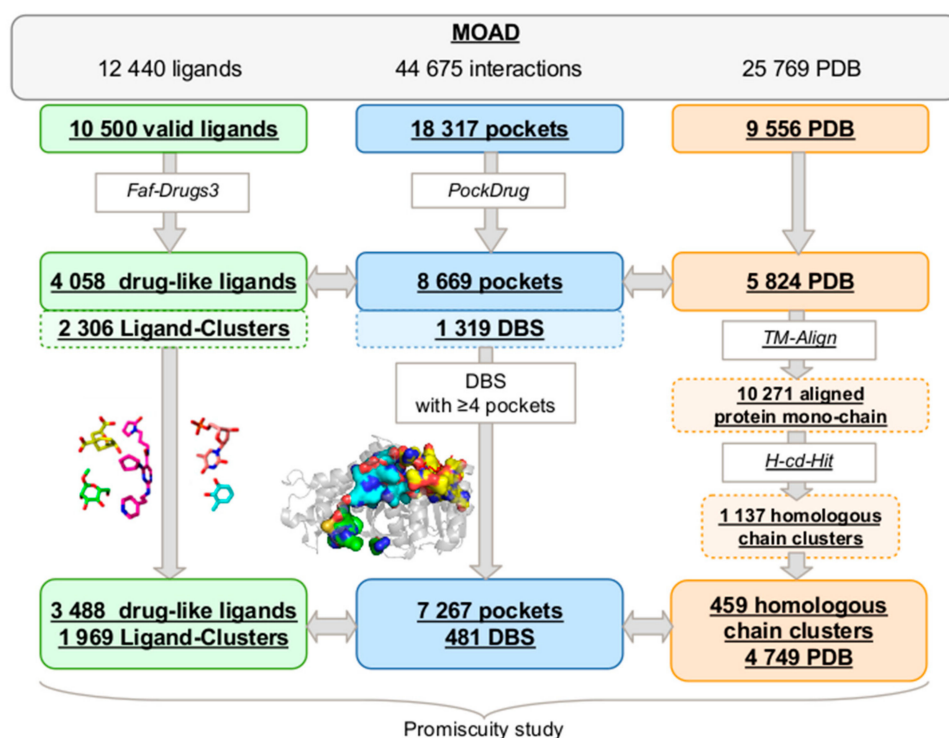 MOAD
12 440 ligands 44 675 interactions 25 769 PDB
10 500 valid ligands 18 317 pockets 9 556 PDB
Faf-Drugs3 PockDrug
4 058 drug-like ligands 8 669 pockets 5 824 PDB
2 306 Ligand-Clusters 1 319 DBS
TM-Align
DBS
with ≥4 pockets
10 271 aligned
protein mono-chain
H-cd-Hit
1 137 homologous
chain clusters
3 488 drug-like ligands
1 969 Ligand-Clusters
7 267 pockets
481 DBS
459 homologous
chain clusters
4 749 PDB
Promiscuity study